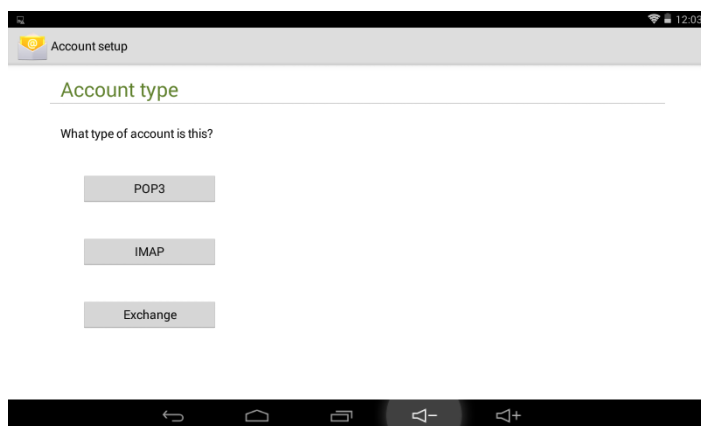 12:03
Account setup
Account type
What type of account is this?
POP3
IMAP
Exchange